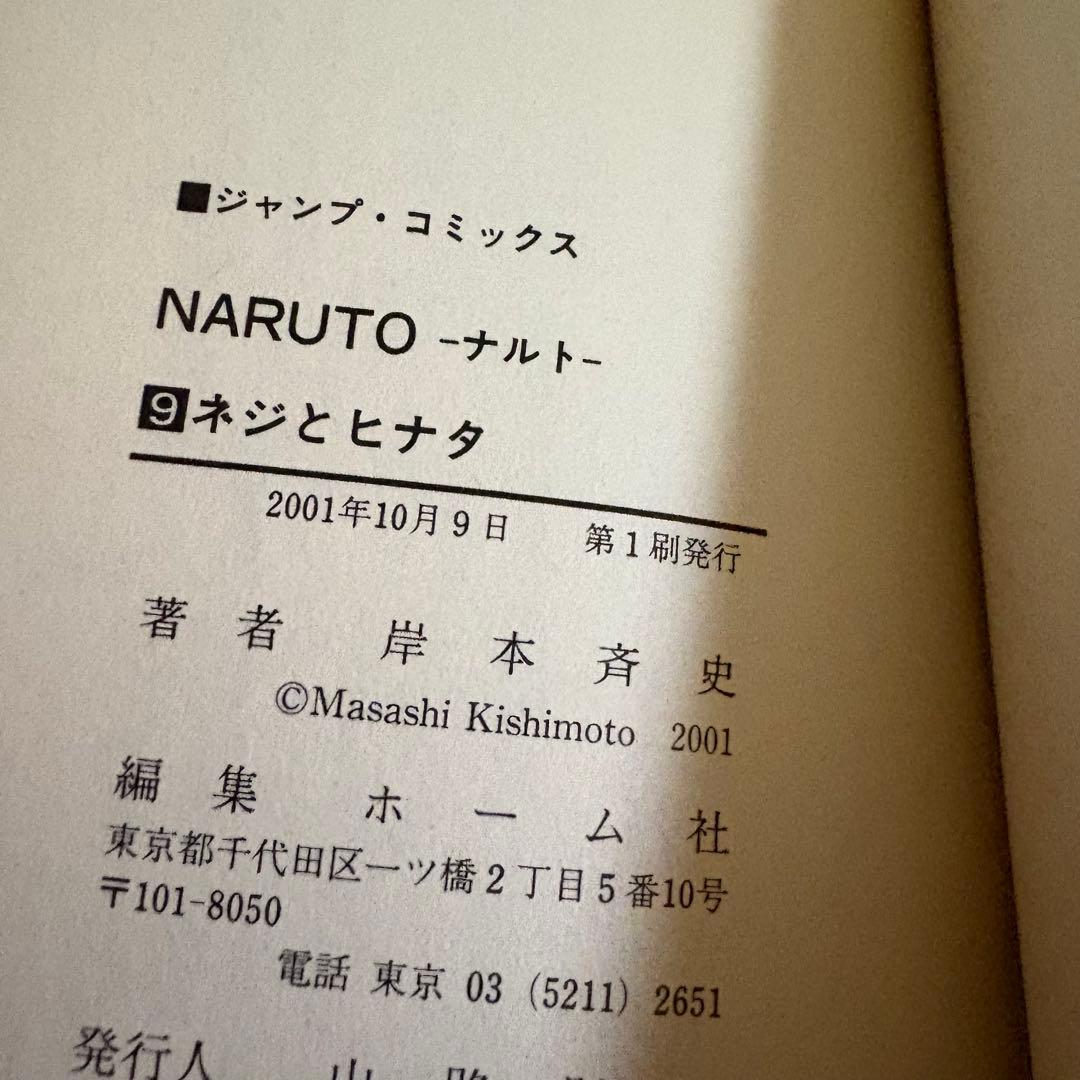 ■ジャンプ・コミックス
NARUTO -ナルト-
9 ネジとヒナタ
2001年10月9日 第1刷発行
著者 岸本斉史
©Masashi Kishimoto 2001
編集 ホーム社
東京都千代田区一ツ橋2丁目5番10号
〒101-8050
電話 東京 03 (5211) 2651
発行人 山路